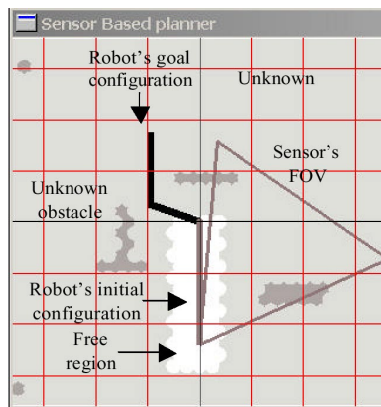 Sensor Based planner
Robot's goal
configuration
Unknown
Sensor's
FOV
Unknown
obstacle
Robot's initial
configuration
Free
region